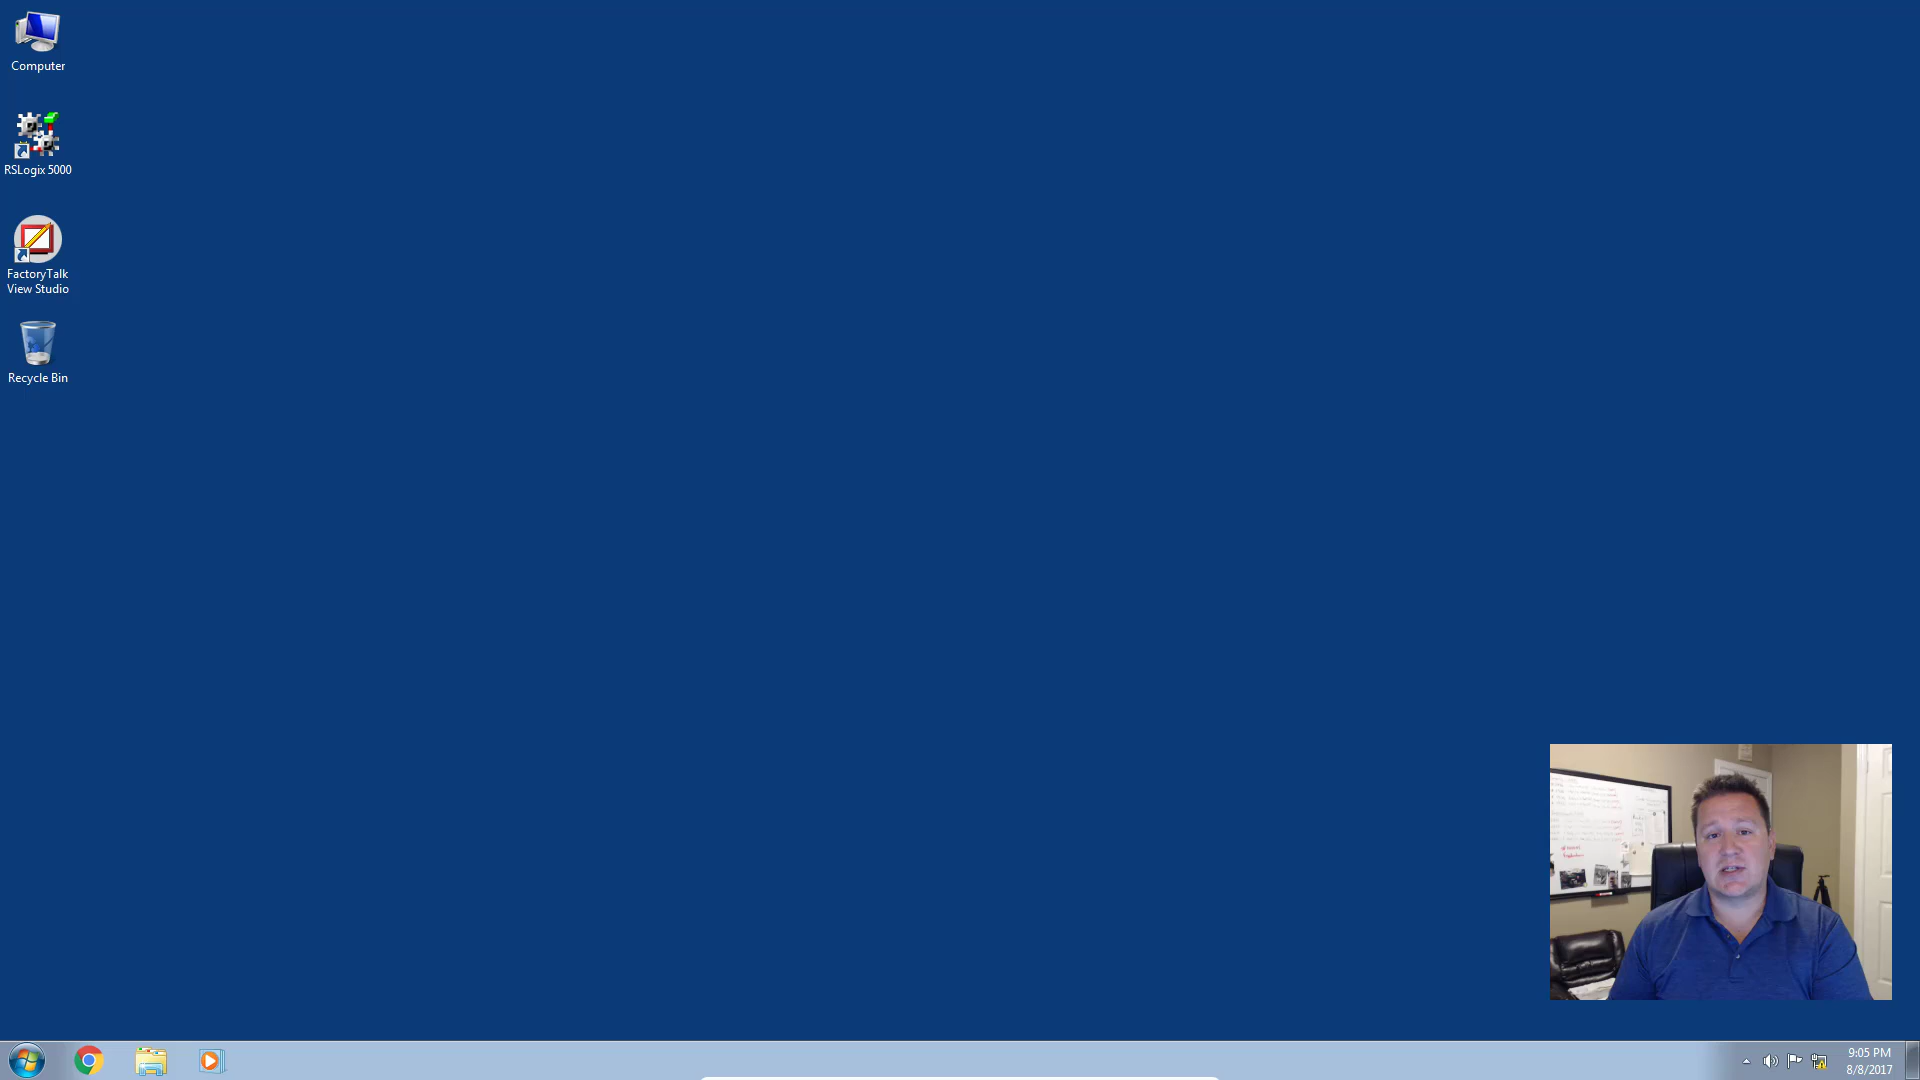 Computer
RSLogix 5000
FactoryTalk
View Studio
Recycle Bin
9:05 PM
8/8/2017